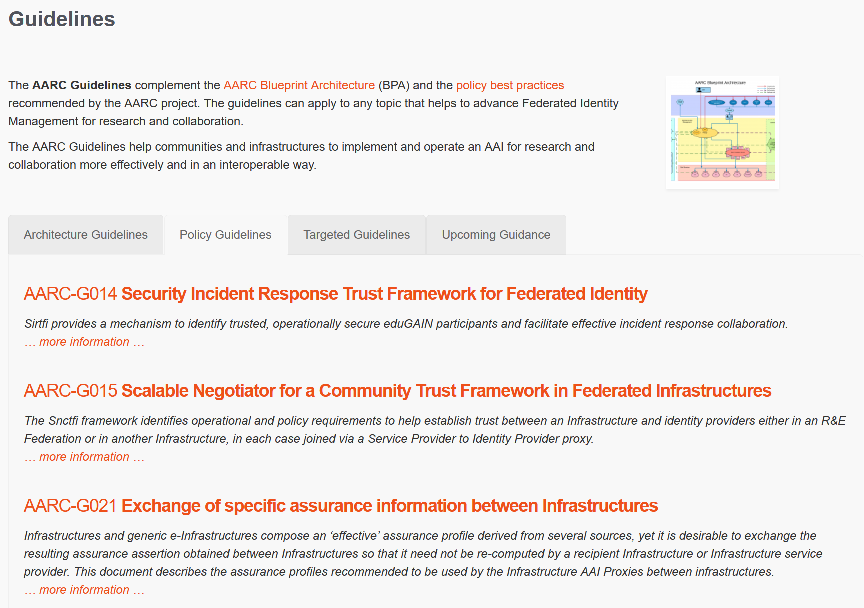 Guidelines
The AARC Guidelines complement the AARC Blueprint Architecture (BPA) and the policy best practices
recommended by the AARC project. The guidelines can apply to any topic that helps to advance Federated Identity
Management for research and collaboration.
The AARC Guidelines help communities and infrastructures to implement and operate an AAI for research and
collaboration more effectively and in an interoperable way.
AARC Blueprint Architecture
Architecture Guidelines
Policy Guidelines
Targeted Guidelines
Upcoming Guidance
AARC-G014 Security Incident Response Trust Framework for Federated Identity
Sirtfi provides a mechanism to identify trusted, operationally secure eduGAIN participants and facilitate effective incident response collaboration.
… more information …
AARC-G015 Scalable Negotiator for a Community Trust Framework in Federated Infrastructures
The Snctfi framework identifies operational and policy requirements to help establish trust between an Infrastructure and identity providers either in an R&E
Federation or in another Infrastructure, in each case joined via a Service Provider to Identity Provider proxy.
… more information …
AARC-G021 Exchange of specific assurance information between Infrastructures
Infrastructures and generic e-Infrastructures compose an ‘effective’ assurance profile derived from several sources, yet it is desirable to exchange the
resulting assurance assertion obtained between Infrastructures so that it need not be re-computed by a recipient Infrastructure or Infrastructure service
provider. This document describes the assurance profiles recommended to be used by the Infrastructure AAI Proxies between infrastructures.
… more information …